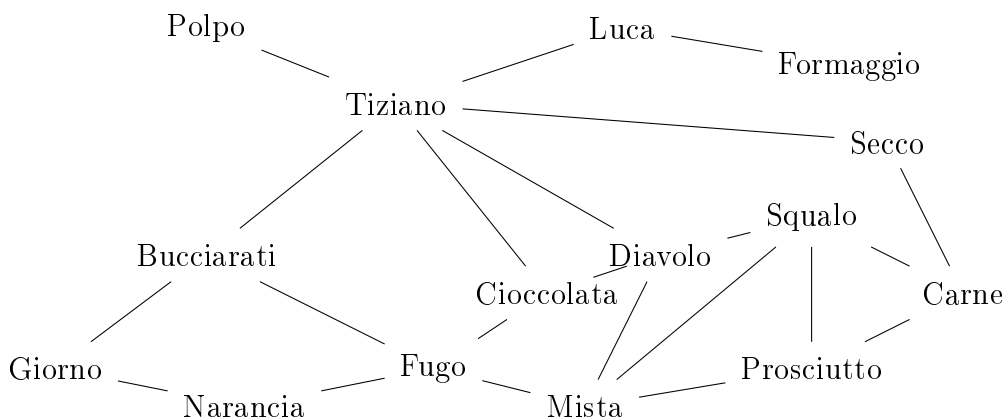 Polpo
Luca
Formaggio
Tiziano
Secco
Squalo
Bucciarati
Diavolo
Cioccolata
Carne
Giorno
Fugo
Prosciutto
Narancia
Mista